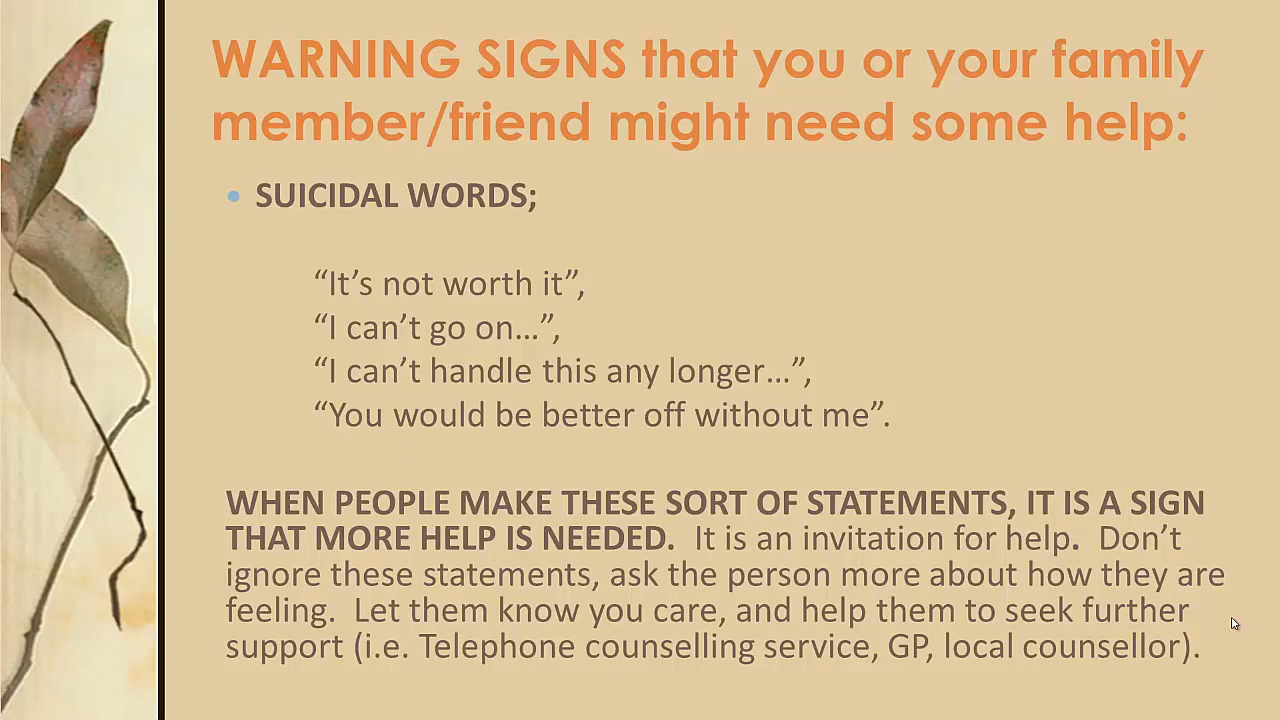 WARNING SIGNS that you or your family
member/friend might need some help:
• SUICIDAL WORDS;
“It’s not worth it”,
“I can’t go on…”,
“I can’t handle this any longer…”,
“You would be better off without me”.
WHEN PEOPLE MAKE THESE SORT OF STATEMENTS, IT IS A SIGN
THAT MORE HELP IS NEEDED.  It is an invitation for help.  Don’t
ignore these statements, ask the person more about how they are
feeling.  Let them know you care, and help them to seek further
support (i.e. Telephone counselling service, GP, local counsellor).